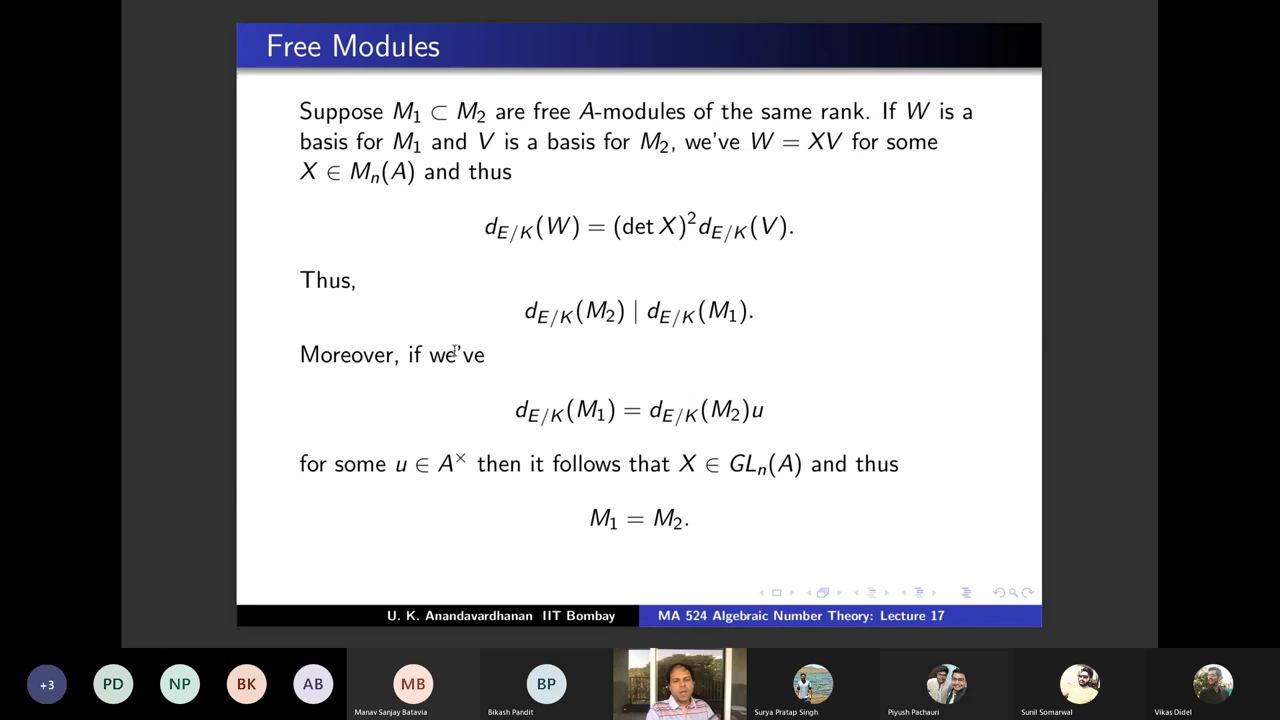 Free Modules
Suppose M₁ ⊂ M₂ are free A-modules of the same rank. If W is a
basis for M₁ and V is a basis for M₂, we've W = XV for some
X ∈ Mₙ(A) and thus
d_{E/K}(W) = (det X)² d_{E/K}(V).
Thus,
d_{E/K}(M₂) | d_{E/K}(M₁).
Moreover, if we've
d_{E/K}(M₁) = d_{E/K}(M₂)u
for some u ∈ A^× then it follows that X ∈ GLₙ(A) and thus
M₁ = M₂.
U. K. Anandavardhanan IIT Bombay
MA 524 Algebraic Number Theory: Lecture 17
+3
PD
NP
BK
AB
MB
Manav Sanjay Batavia
BP
Bikash Pandit
Surya Pratap Singh
Piyush Pachauri
Sunil Somarwal
Vikas Didel